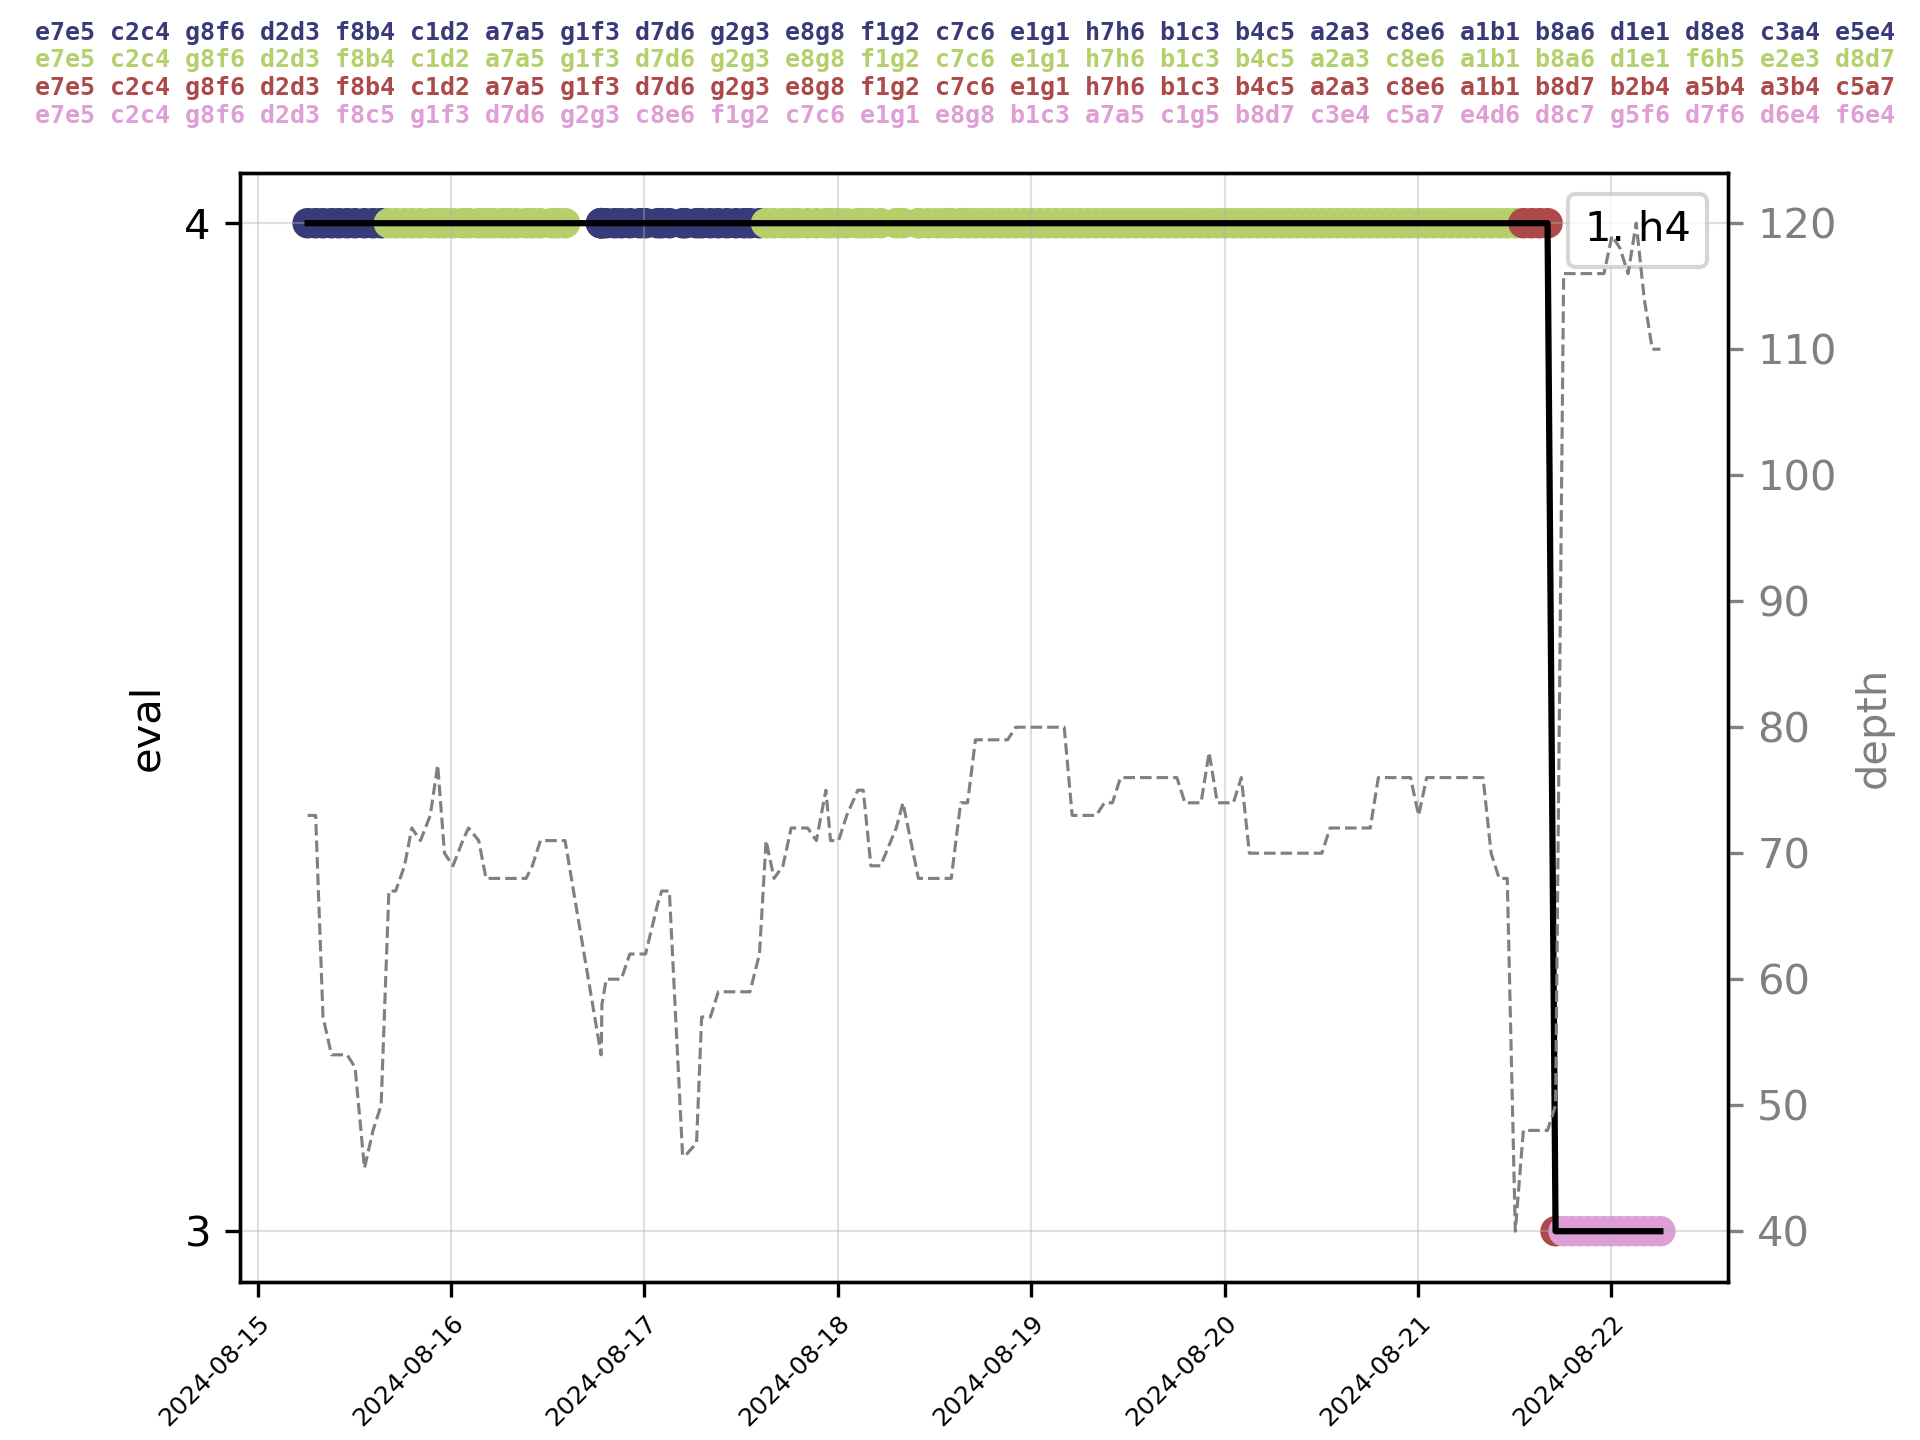 e7e5 c2c4 g8f6 d2d3 f8b4 c1d2 a7a5 g1f3 d7d6 g2g3 e8g8 f1g2 c7c6 e1g1 h7h6 b1c3 b4c5 a2a3 c8e6 a1b1 b8a6 d1e1 d8e8 c3a4 e5e4
e7e5 c2c4 g8f6 d2d3 f8b4 c1d2 a7a5 g1f3 d7d6 g2g3 e8g8 f1g2 c7c6 e1g1 h7h6 b1c3 b4c5 a2a3 c8e6 a1b1 b8a6 d1e1 f6h5 e2e3 d8d7
e7e5 c2c4 g8f6 d2d3 f8b4 c1d2 a7a5 g1f3 d7d6 g2g3 e8g8 f1g2 c7c6 e1g1 h7h6 b1c3 b4c5 a2a3 c8e6 a1b1 b8d7 b2b4 a5b4 a3b4 c5a7
e7e5 c2c4 g8f6 d2d3 f8c5 g1f3 d7d6 g2g3 c8e6 f1g2 c7c6 e1g1 e8g8 b1c3 a7a5 c1g5 b8d7 c3e4 c5a7 e4d6 d8c7 g5f6 d7f6 d6e4 f6e4
1. h4
4
3
eval
120
110
100
90
80
70
60
50
40
depth
2024-08-15
2024-08-16
2024-08-17
2024-08-18
2024-08-19
2024-08-20
2024-08-21
2024-08-22